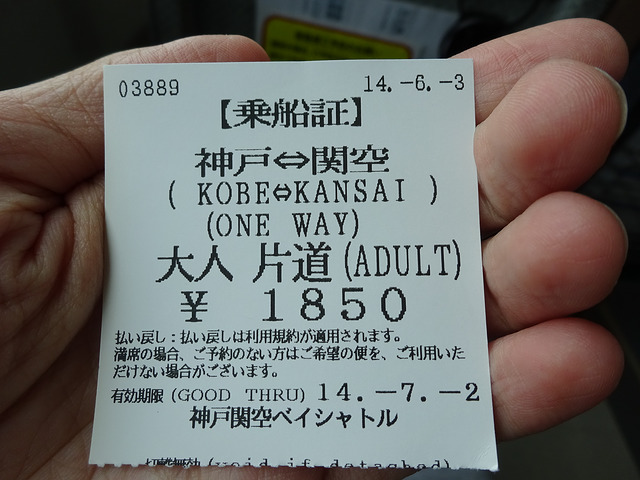 03889 14.-6.-3
【乗船証】
神戸⇔関空
( KOBE⇔KANSAI )
(ONE WAY)
大人 片道(ADULT)
¥ 1850
払い戻し：払い戻しは利用規約が適用されます。
満席の場合、ご予約のない方はご希望の便を、ご利用いた
だけない場合がございます。
有効期限 (GOOD THRU) 14.-7.-2
神戸関空ベイシャトル
(void if detached)